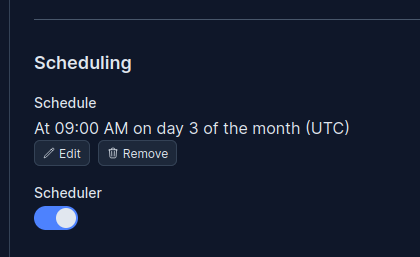 Scheduling
Schedule
At 09:00 AM on day 3 of the month (UTC)
Edit Remove
Scheduler